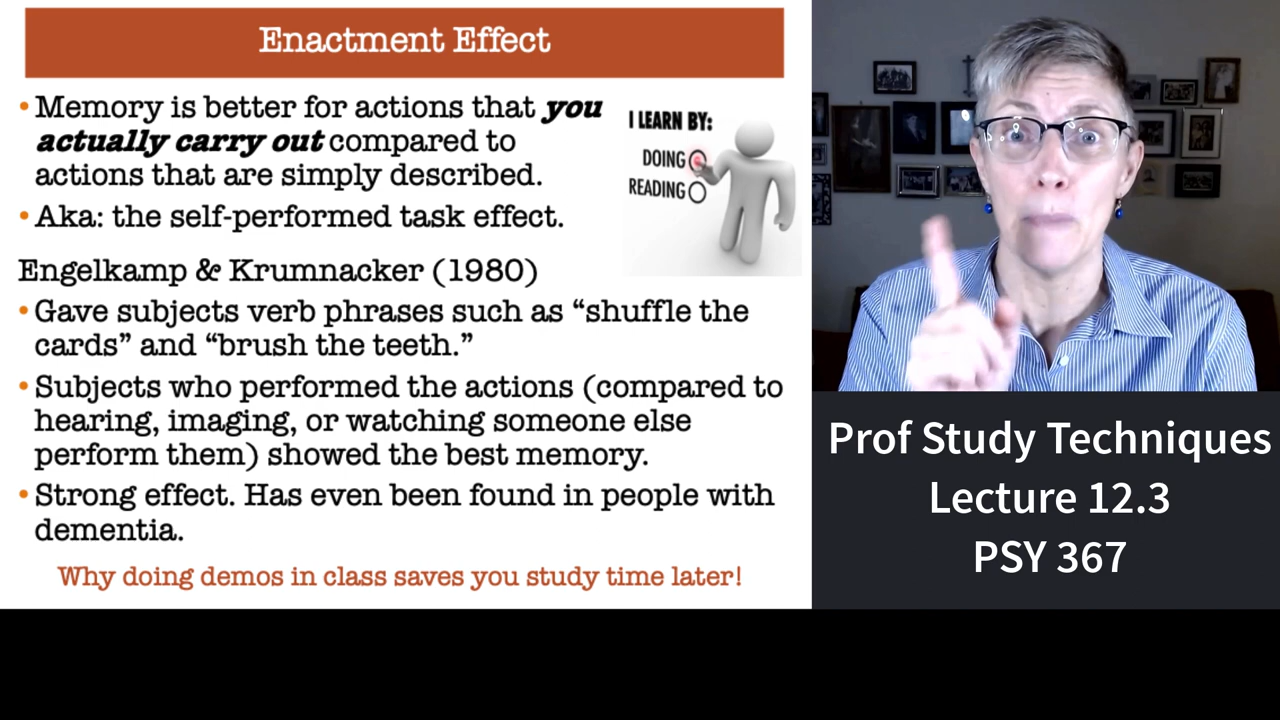 Enactment Effect
• Memory is better for actions that you
actually carry out compared to
actions that are simply described.
• Aka: the self-performed task effect.
I LEARN BY:
DOING
READING
Engelkamp & Krumnacker (1980)
• Gave subjects verb phrases such as “shuffle the
cards” and “brush the teeth.”
• Subjects who performed the actions (compared to
hearing, imaging, or watching someone else
perform them) showed the best memory.
• Strong effect. Has even been found in people with
dementia.
Why doing demos in class saves you study time later!
Prof Study Techniques
Lecture 12.3
PSY 367